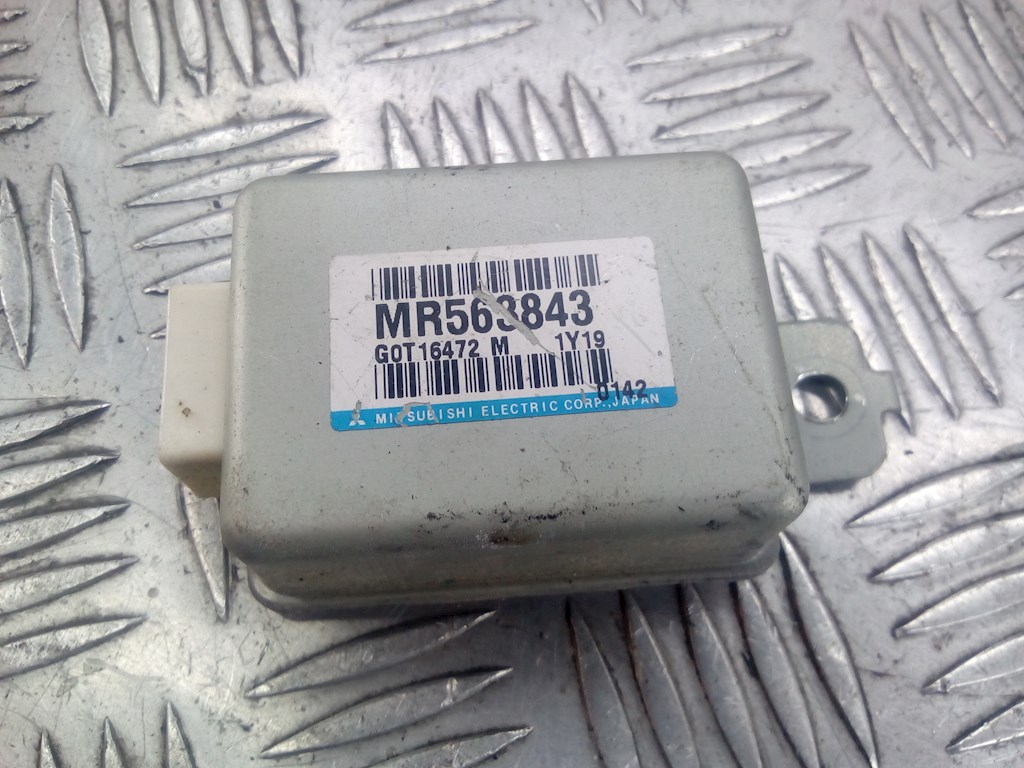 MR563843
G0T16472 M 1Y19
0142
MITSUBISHI ELECTRIC CORP., JAPAN